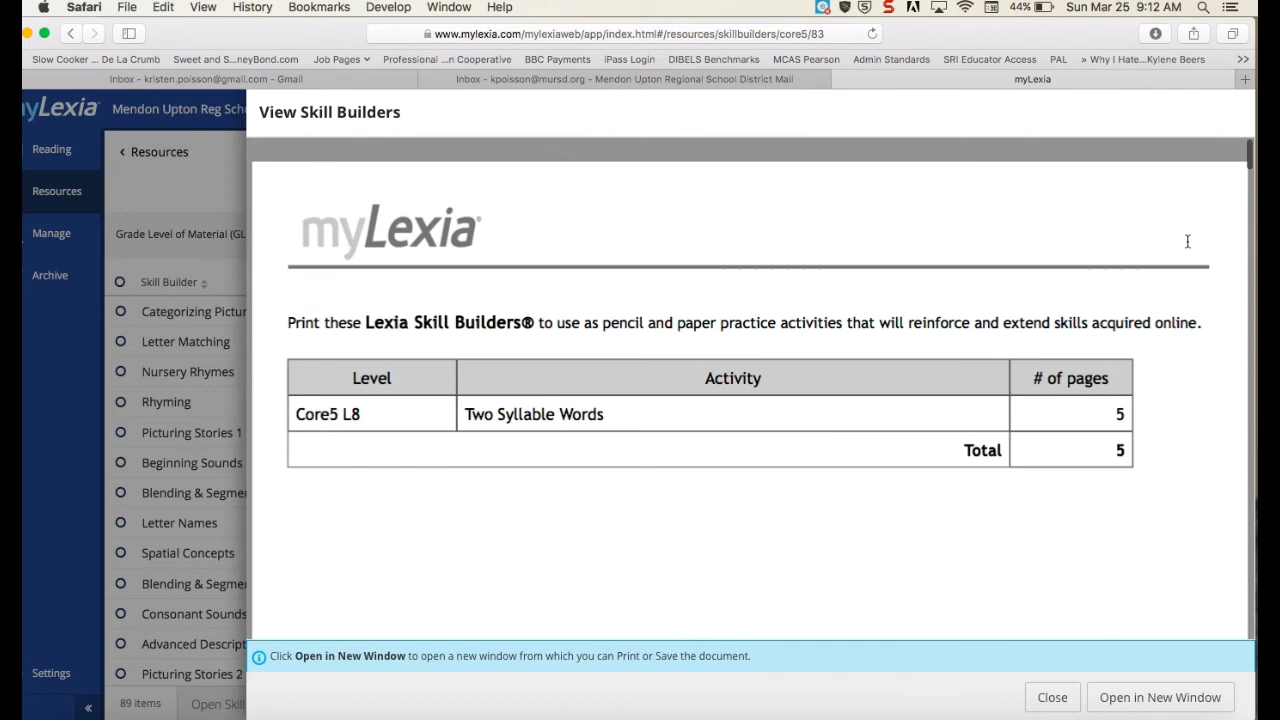 Safari File Edit View History Bookmarks Develop Window Help 44% Sun Mar 25 9:12 AM
www.mylexia.com/mylexiaweb/app/index.html#/resources/skillbuilders/core5/83
Slow Cooker ... De La Crumb Sweet and S...neyBond.com Job Pages Professional ...n Cooperative BBC Payments iPass Login DIBELS Benchmarks MCAS Pearson Admin Standards SRI Educator Access PAL » Why I Hate...Kylene Beers
Inbox - kristen.poisson@gmail.com - Gmail Inbox - kpoisson@mursd.org - Mendon Upton Regional School District Mail myLexia
myLexia Mendon Upton Reg Scho
View Skill Builders
Reading
Resources
Manage
Archive
Settings
Resources
Grade Level of Material (GL
Skill Builder
Categorizing Pictur
Letter Matching
Nursery Rhymes
Rhyming
Picturing Stories 1
Beginning Sounds
Blending & Segme
Letter Names
Spatial Concepts
Blending & Segme
Consonant Sounds
Advanced Descript
Picturing Stories 2
89 items Open Skil
myLexia
Print these Lexia Skill Builders® to use as pencil and paper practice activities that will reinforce and extend skills acquired online.
Level Activity # of pages
Core5 L8 Two Syllable Words 5
Total 5
Click Open in New Window to open a new window from which you can Print or Save the document.
Close Open in New Window